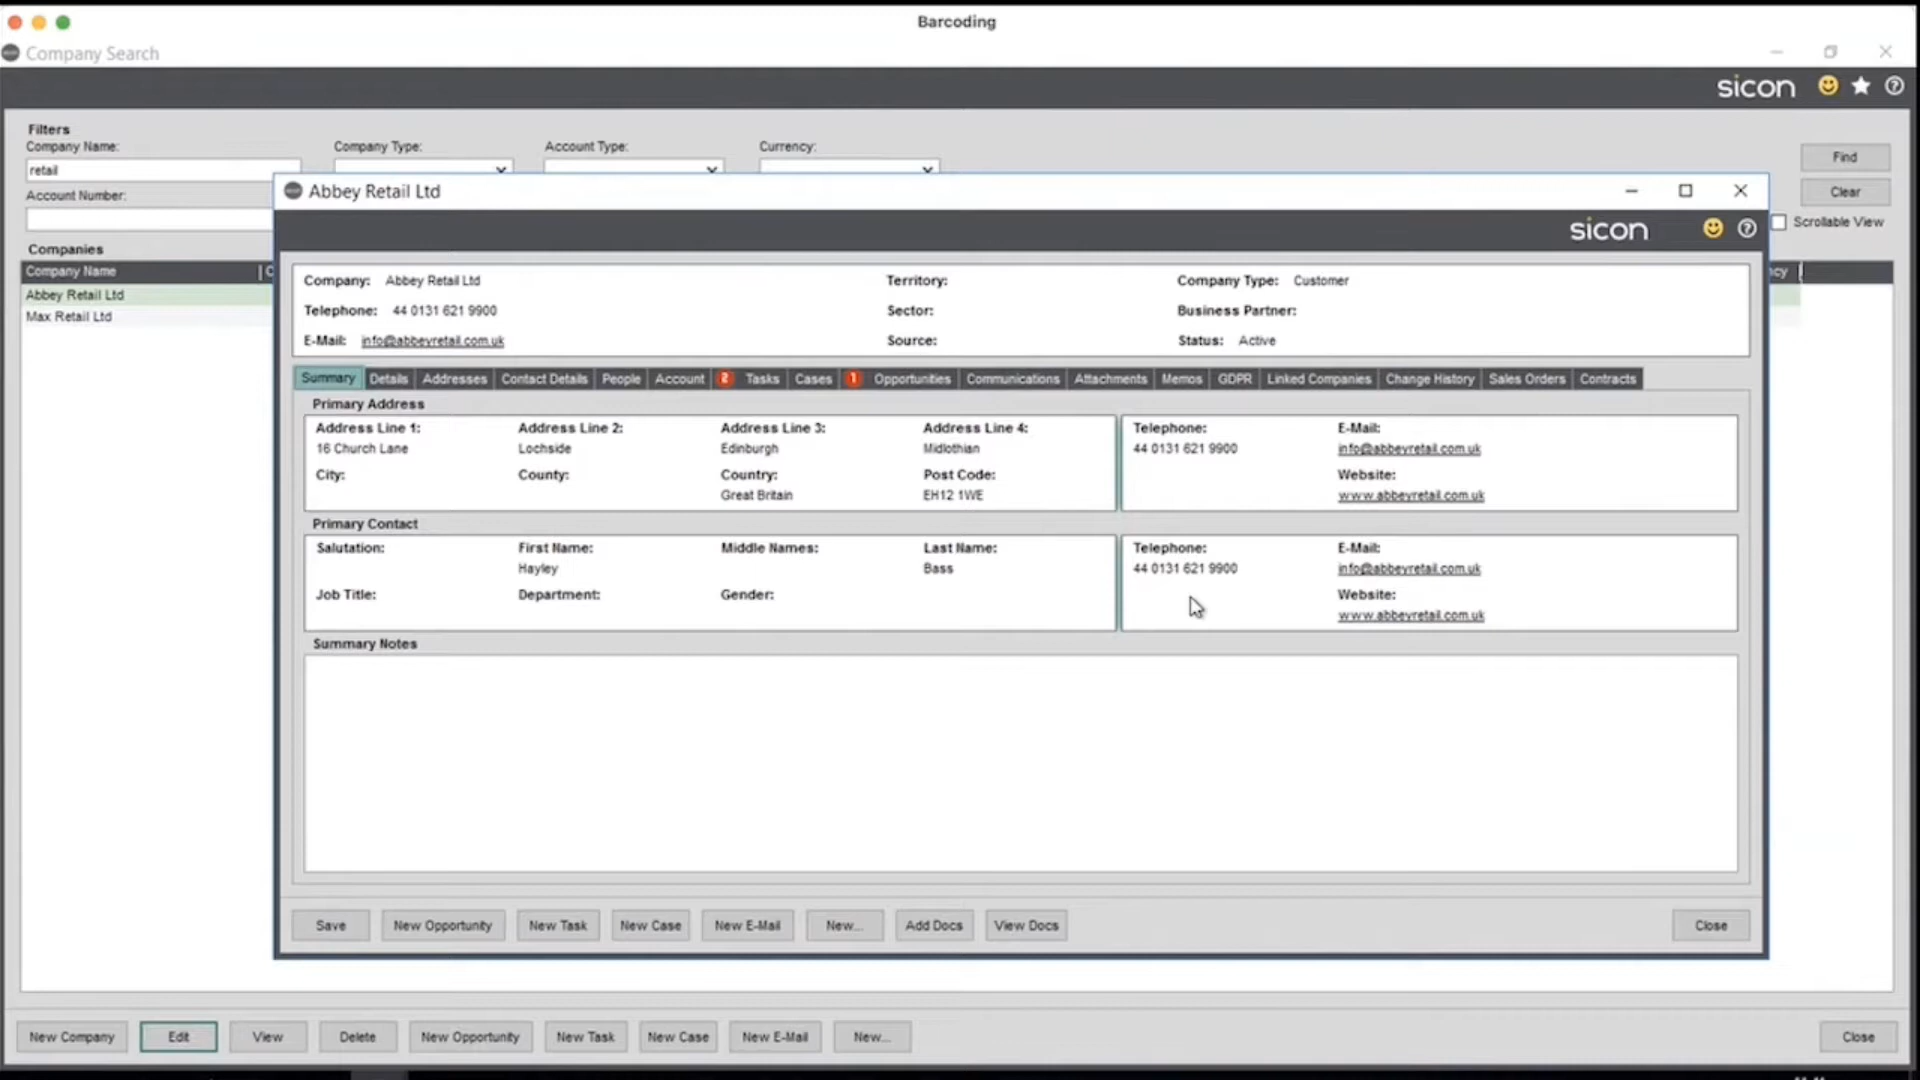 Barcoding
Company Search
sicon
Filters
Company Name: Company Type: Account Type: Currency:
retail
Find
Account Number:
Clear
Scrollable View
Companies
Company Name
Abbey Retail Ltd
Max Retail Ltd
Abbey Retail Ltd
sicon
Company: Abbey Retail Ltd Territory: Company Type: Customer
Telephone: 44 0131 621 9900 Sector: Business Partner:
E-Mail: info@abbeyretail.com.uk Source: Status: Active
Summary Details Addresses Contact Details People Account 2 Tasks Cases 1 Opportunities Communications Attachments Memos GDPR Linked Companies Change History Sales Orders Contracts
Primary Address
Address Line 1: Address Line 2: Address Line 3: Address Line 4: Telephone: E-Mail:
16 Church Lane Lochside Edinburgh Midlothian 44 0131 621 9900 info@abbeyretail.com.uk
City: County: Country: Post Code: Website:
Great Britain EH12 1WE www.abbeyretail.com.uk
Primary Contact
Salutation: First Name: Middle Names: Last Name: Telephone: E-Mail:
Hayley Bass 44 0131 621 9900 info@abbeyretail.com.uk
Job Title: Department: Gender: Website:
www.abbeyretail.com.uk
Summary Notes
Save New Opportunity New Task New Case New E-Mail New... Add Docs View Docs Close
New Company Edit View Delete New Opportunity New Task New Case New E-Mail New... Close